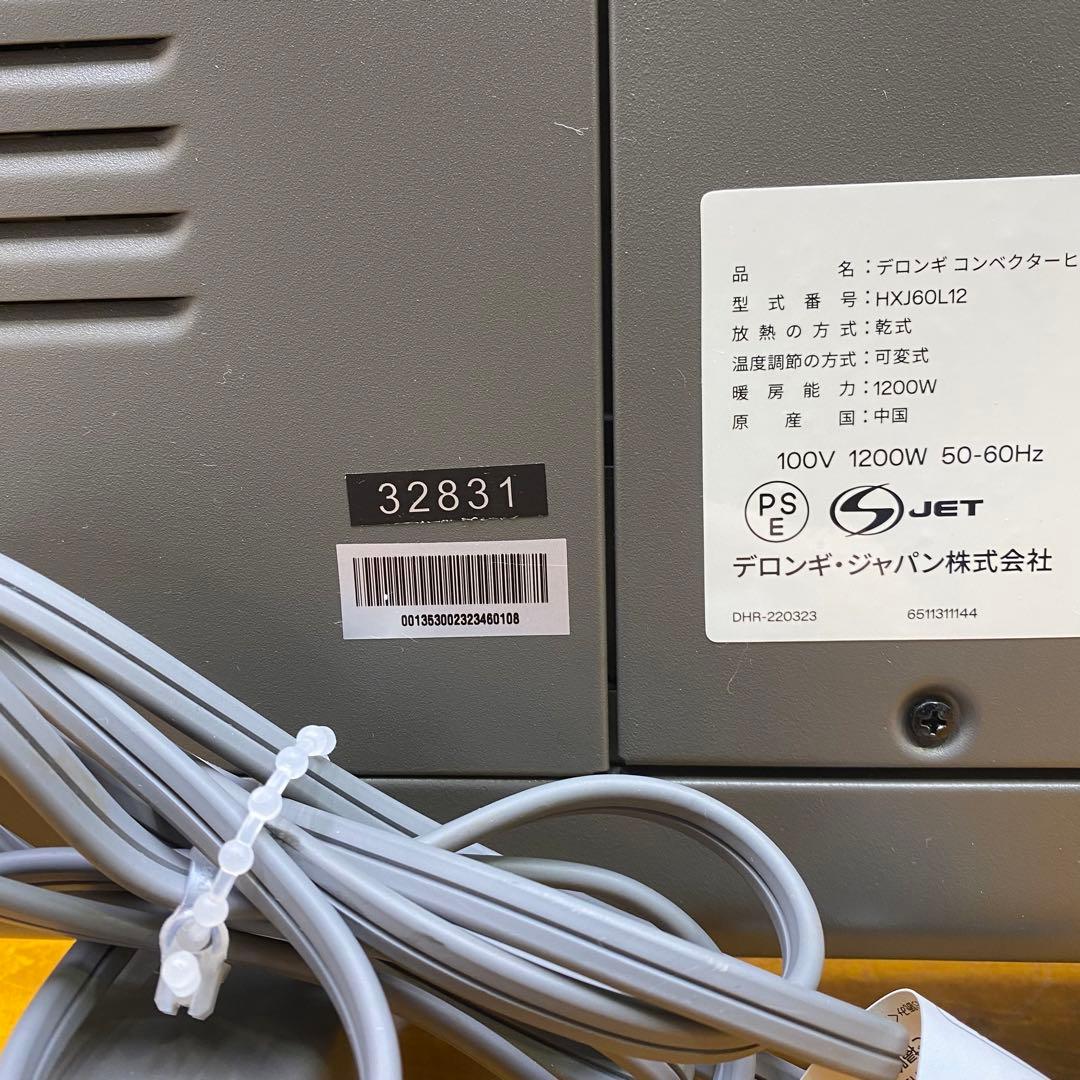 品名：デロンギ コンベクターヒ
型式番号：HXJ60L12
放熱の方式：乾式
温度調節の方式：可変式
暖房能力：1200W
原産国：中国
100V 1200W 50-60Hz
PSE
JET
デロンギ・ジャパン株式会社
DHR-220323 6511311144
32831
001353002323460108